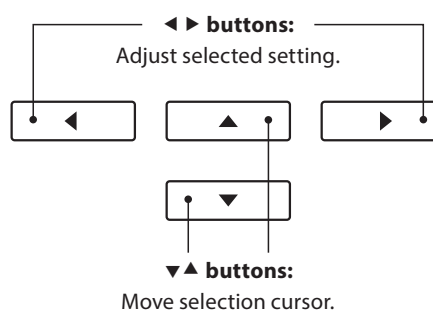 ◀ ▶ buttons:
Adjust selected setting.
◀ ▲ ▶
▼
▼▲ buttons:
Move selection cursor.